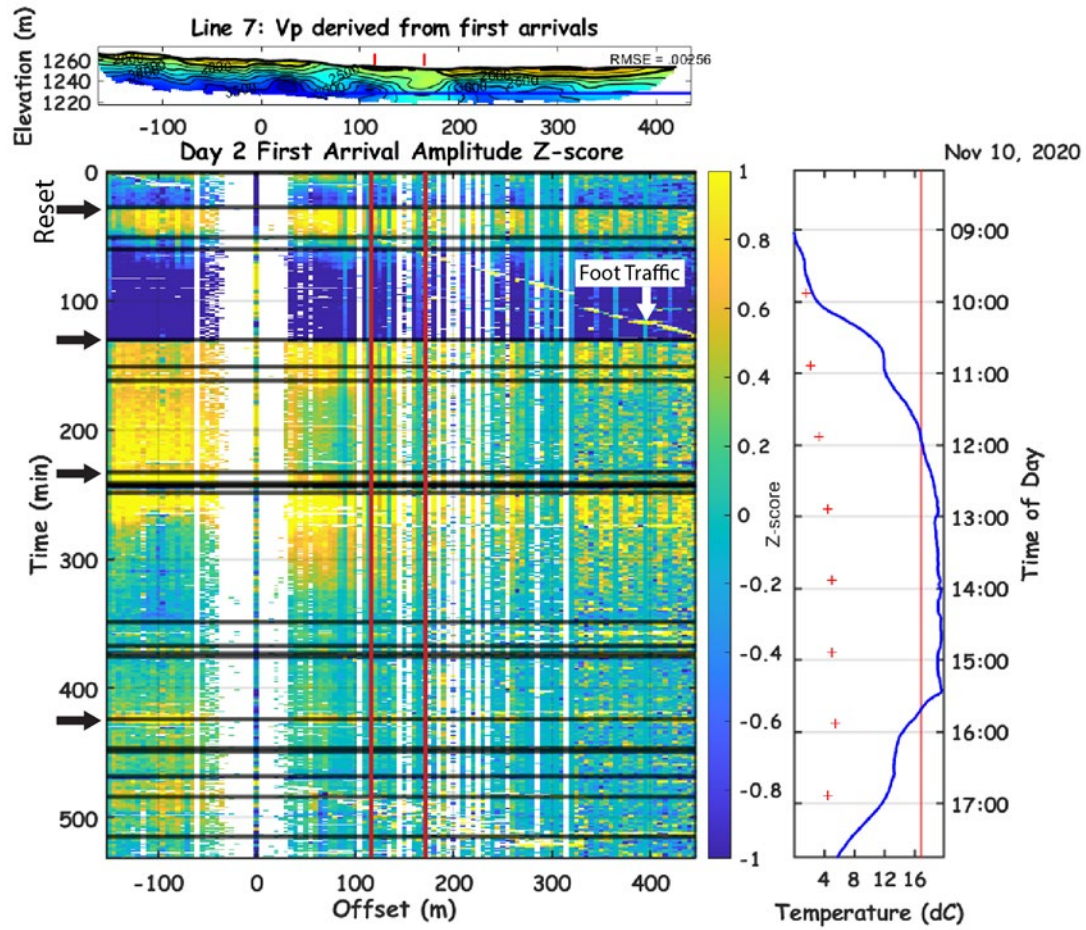 Line 7: Vp derived from first arrivals
Elevation (m)
1260
1240
1220
RMSE = .00256
2500
-100 0 100 200 300 400
Day 2 First Arrival Amplitude Z-score
Nov 10, 2020
Reset
Time (min)
0
100
200
300
400
500
Foot Traffic
-100 0 100 200 300 400
Offset (m)
1
0.8
0.6
0.4
0.2
0
-0.2
-0.4
-0.6
-0.8
-1
Z-score
09:00
10:00
11:00
12:00
13:00
14:00
15:00
16:00
17:00
Time of Day
4 8 12 16
Temperature (dC)